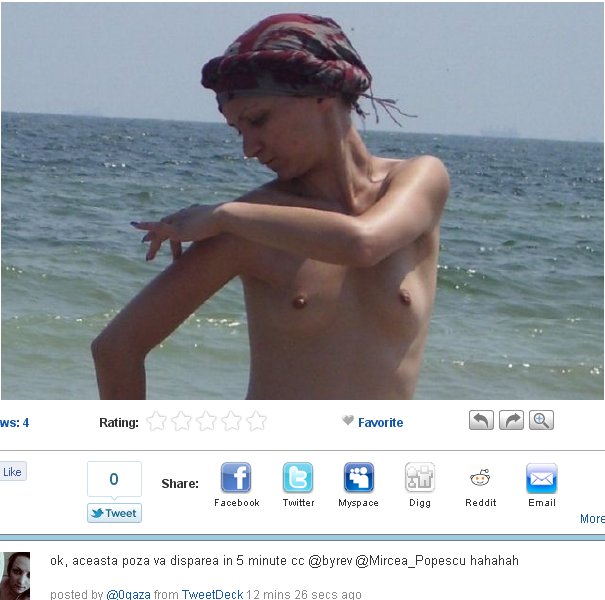 ws: 4 Rating: Favorite
Like 0 Tweet Share: Facebook Twitter Myspace Digg Reddit Email
More
ok, aceasta poza va disparea in 5 minute cc @byrev @Mircea_Popescu hahahah
posted by @0gaza from TweetDeck 12 mins 26 secs ago